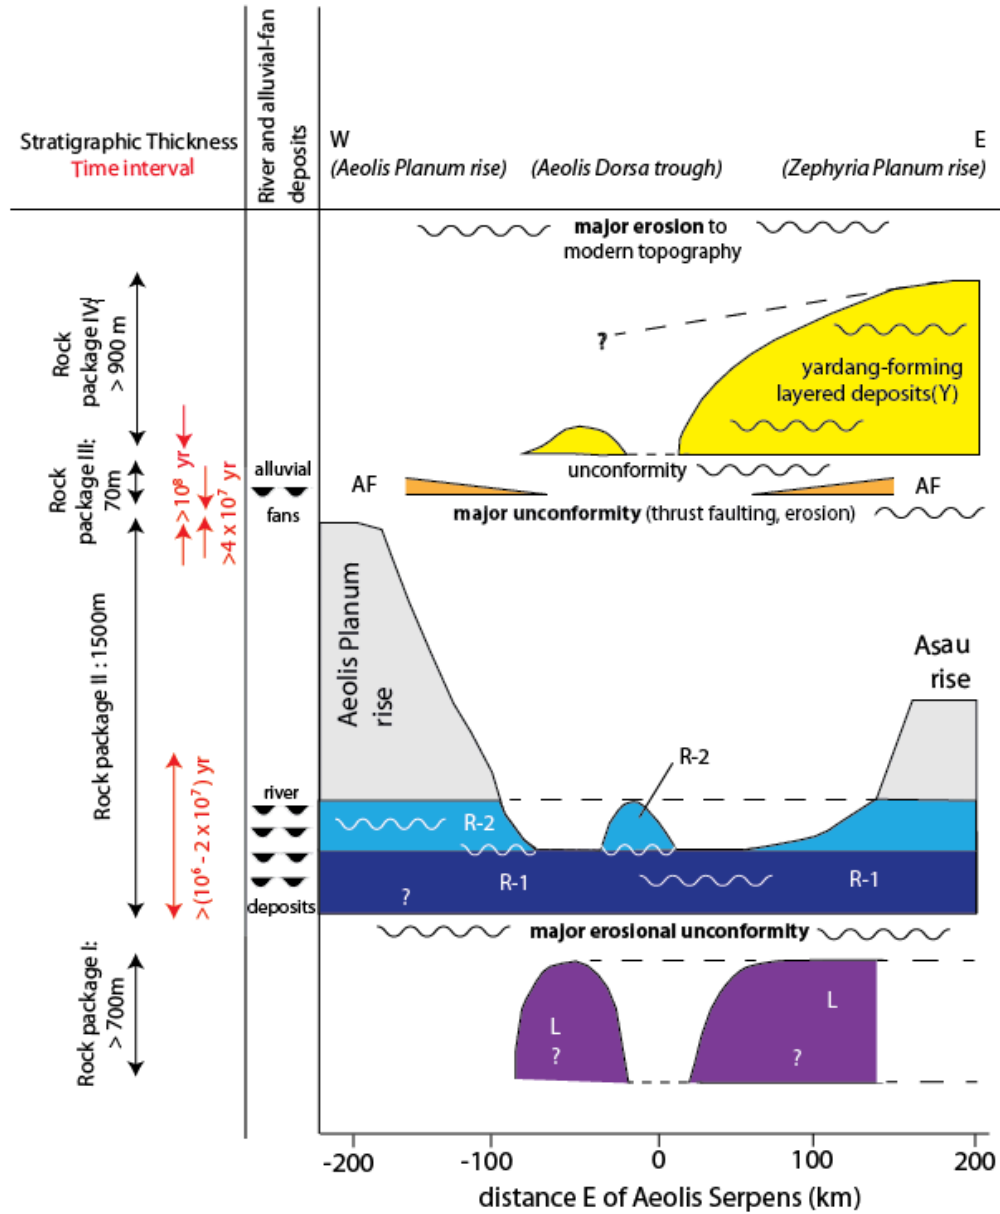 Stratigraphic Thickness
Time interval
River and alluvial-fan
deposits
W
E
(Aeolis Planum rise)
(Aeolis Dorsa trough)
(Zephyria Planum rise)
major erosion to
modern topography
Rock
package IV:
> 900 m
?
yardang-forming
layered deposits(Y)
unconformity
Rock
package III:
70m
>10⁸ yr
>4 x 10⁷ yr
alluvial
fans
AF
AF
major unconformity (thrust faulting, erosion)
Rock package II : 1500m
Aeolis Planum
rise
Asau
rise
R-2
>(10⁶ - 2 x 10⁷) yr
river
deposits
R-2
R-1
R-1
?
major erosional unconformity
Rock package I:
> 700m
L
?
L
?
-200
-100
0
100
200
distance E of Aeolis Serpens (km)